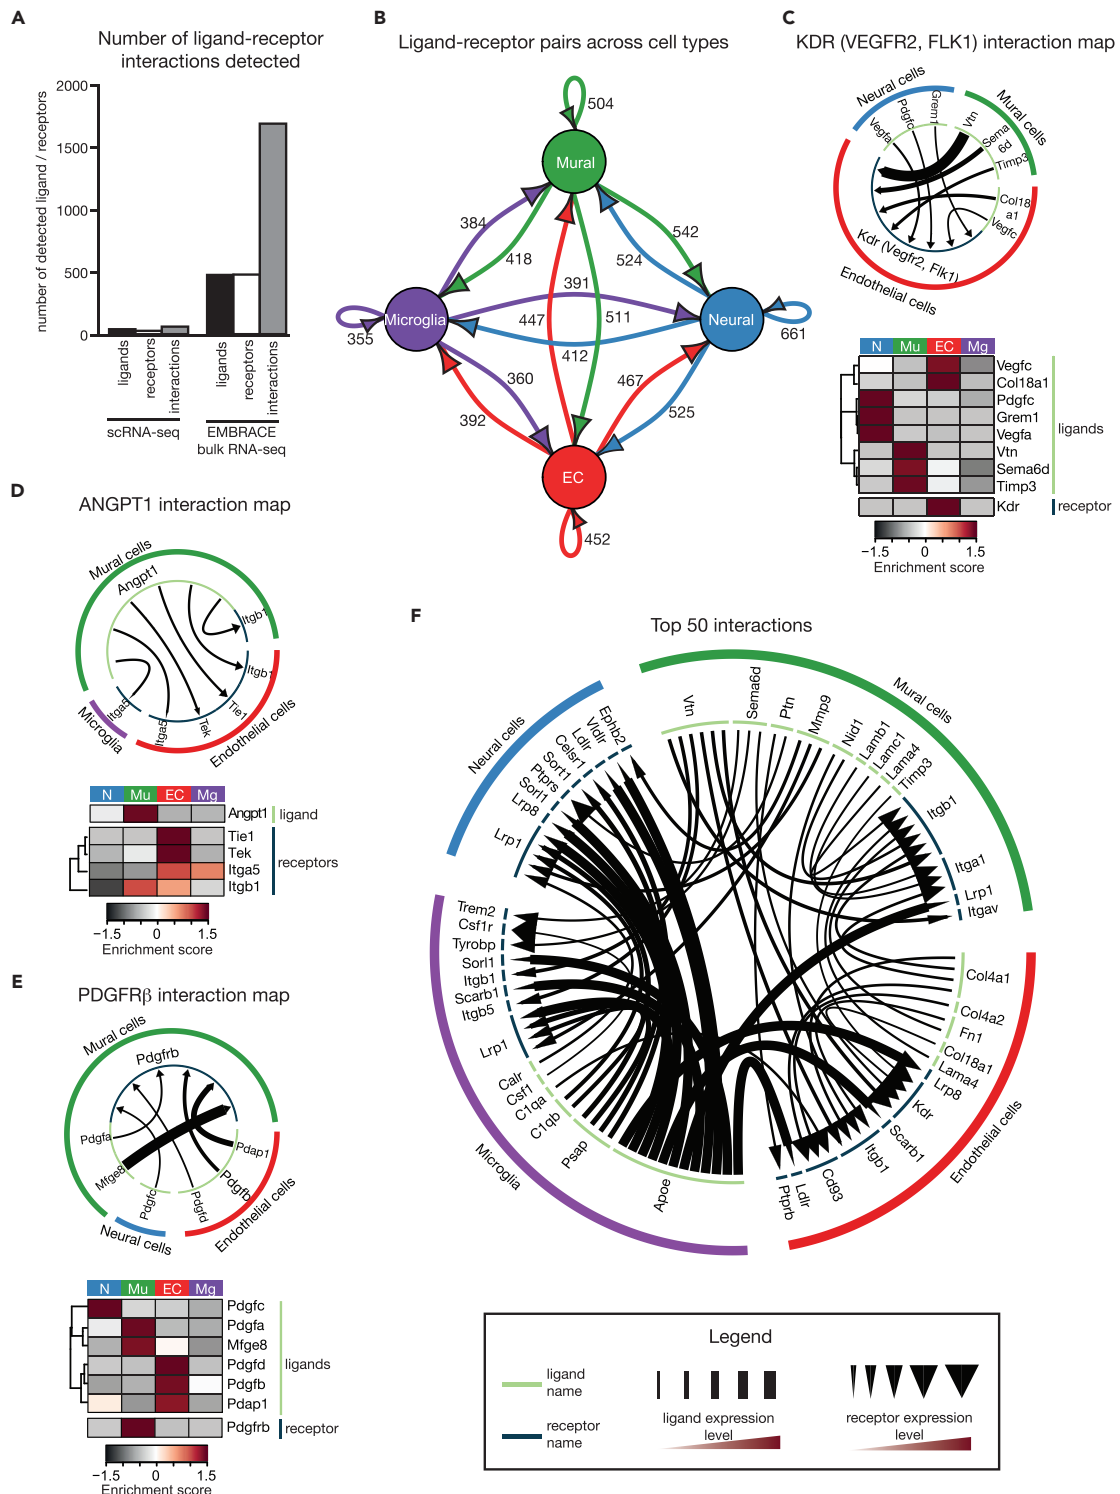 A
Number of ligand-receptor
interactions detected
number of detected ligand / receptors
2000
1500
1000
500
0
ligands
receptors
interactions
ligands
receptors
interactions
scRNA-seq
EMBRACE
bulk RNA-seq
B
Ligand-receptor pairs across cell types
504
Mural
384
418
542
524
391
447
511
412
Microglia
355
Neural
661
360
392
467
525
EC
452
C
KDR (VEGFR2, FLK1) interaction map
Neural cells
Mural cells
Endothelial cells
Vegfa
Pdgfc
Grem1
Vtn
Sema
6d
Timp3
Col18
a1
Vegfc
Kdr (Vegfr2, Flk1)
N Mu EC Mg
Vegfc
Col18a1
Pdgfc
Grem1
Vegfa
Vtn
Sema6d
Timp3
ligands
Kdr
receptor
−1.5 0 1.5
Enrichment score
D
ANGPT1 interaction map
Mural cells
Angpt1
Itgb1
Itgb1
Tie1
Tek
Itga5
Itga5
Microglia
Endothelial cells
N Mu EC Mg
Angpt1
ligand
Tie1
Tek
Itga5
Itgb1
receptors
−1.5 0 1.5
Enrichment score
E
PDGFRβ interaction map
Mural cells
Pdgfrb
Pdgfa
Mfge8
Pdgfc
Pdgfd
Pdgfb
Pdap1
Neural cells
Endothelial cells
N Mu EC Mg
Pdgfc
Pdgfa
Mfge8
Pdgfd
Pdgfb
Pdap1
ligands
Pdgfrb
receptor
−1.5 0 1.5
Enrichment score
F
Top 50 interactions
Neural cells
Ephb2
Vldlr
Ldlr
Celsr1
Sort1
Ptprs
Sorl1
Lrp8
Lrp1
Mural cells
Vtn
Sema6d
Ptn
Mmp9
Nid1
Lamb1
Lamc1
Lama4
Timp3
Itgb1
Itga1
Lrp1
Itgav
Endothelial cells
Col4a1
Col4a2
Fn1
Col18a1
Lama4
Lrp8
Kdr
Scarb1
Itgb1
Cd93
Ldlr
Ptprb
Microglia
Trem2
Csf1r
Tyrobp
Sorl1
Itgb1
Scarb1
Itgb5
Lrp1
Calr
Csf1
C1qa
C1qb
Psap
Apoe
Legend
ligand
name
receptor
name
ligand expression
level
receptor expression
level